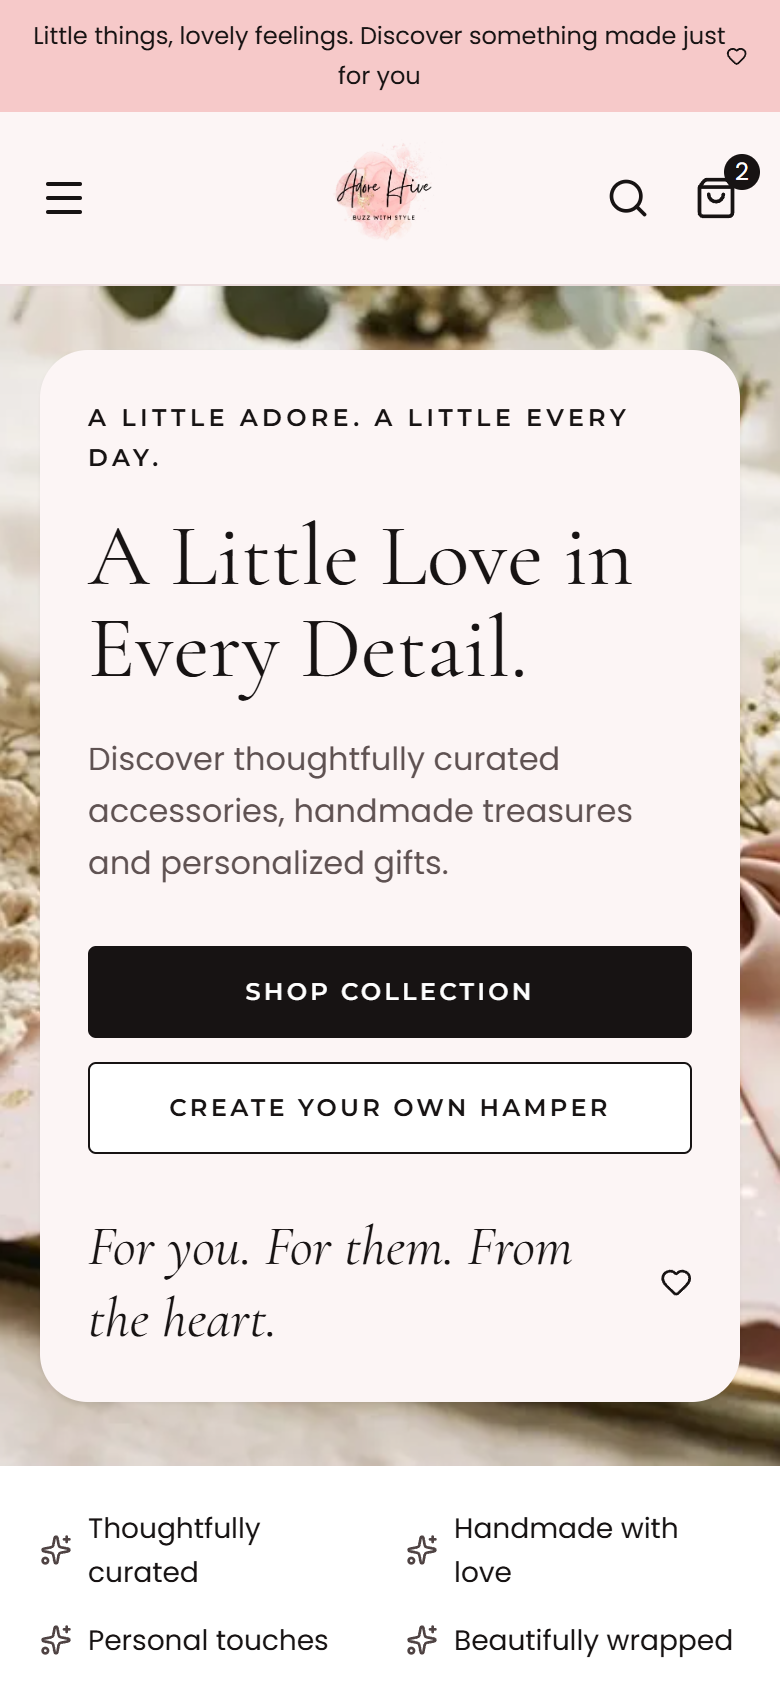 Little things, lovely feelings. Discover something made just
for you
Adore Hive
BUZZ WITH STYLE
2
A LITTLE ADORE. A LITTLE EVERY
DAY.
A Little Love in
Every Detail.
Discover thoughtfully curated
accessories, handmade treasures
and personalized gifts.
SHOP COLLECTION
CREATE YOUR OWN HAMPER
For you. For them. From
the heart.
Thoughtfully
curated
Handmade with
love
Personal touches
Beautifully wrapped